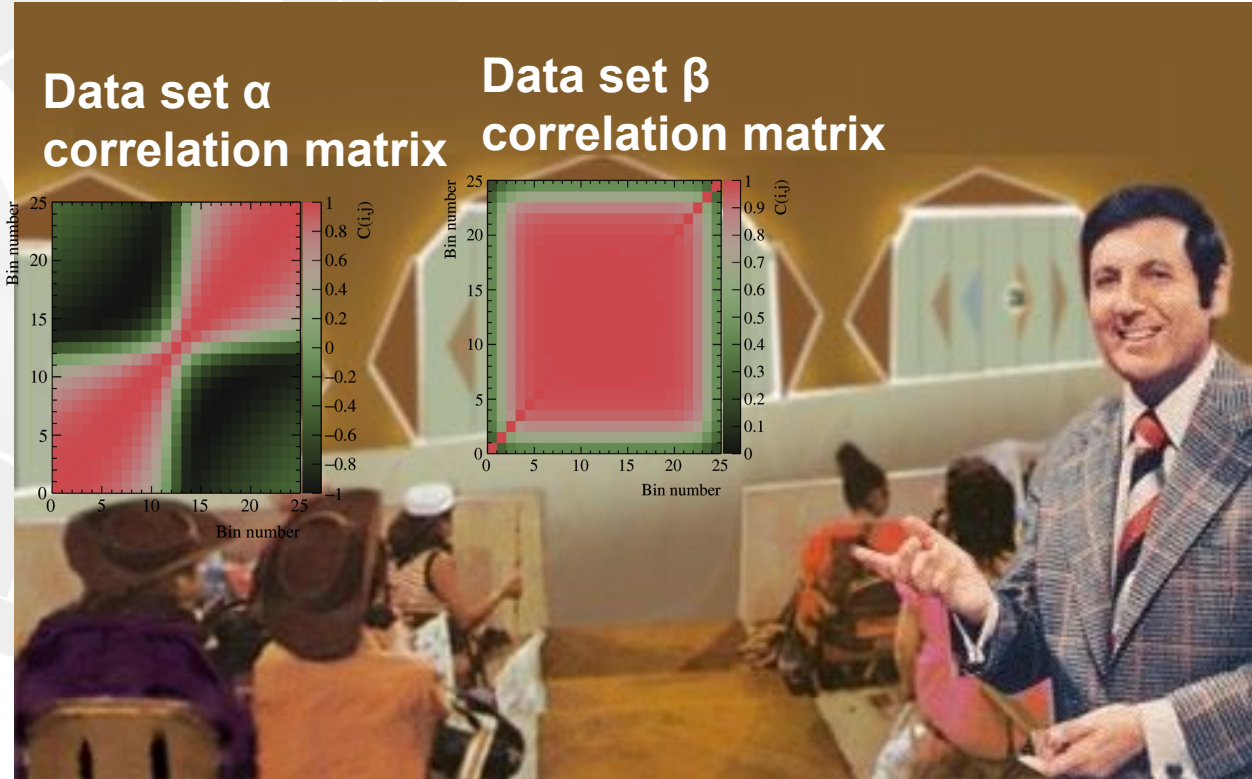 Data set α
correlation matrix
Data set β
correlation matrix
Bin number
25
20
15
10
5
0
0 5 10 15 20 25
Bin number
1
0.8
0.6
0.4
0.2
0
−0.2
−0.4
−0.6
−0.8
−1
C(i,j)
Bin number
25
20
15
10
5
0
0 5 10 15 20 25
Bin number
1
0.9
0.8
0.7
0.6
0.5
0.4
0.3
0.2
0.1
0
C(i,j)